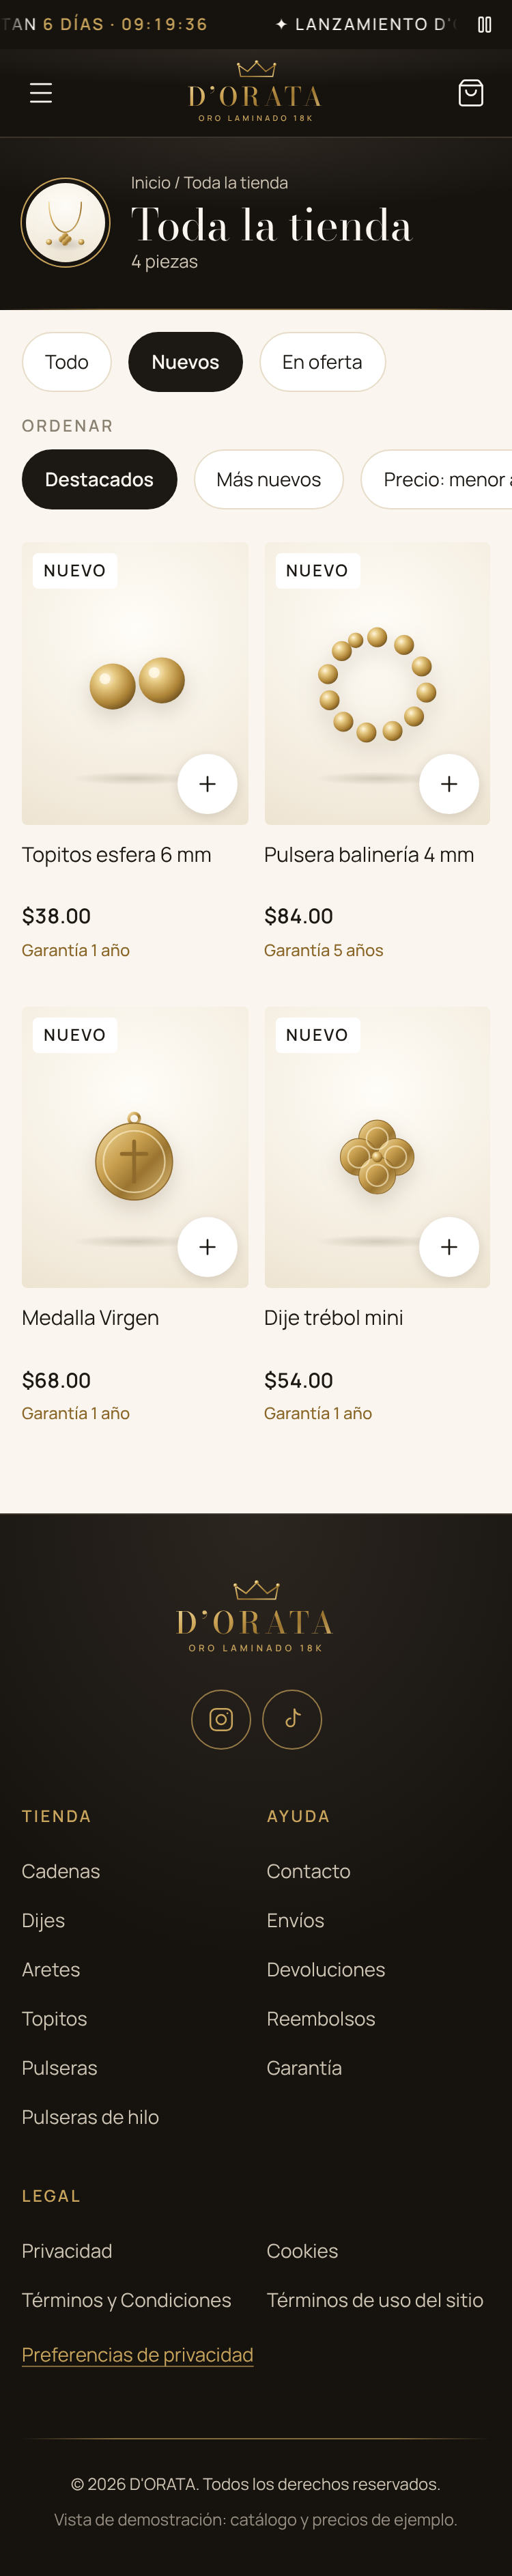 6 DÍAS · 09:19:36 ✦ LANZAMIENTO
D'ORATA
ORO LAMINADO 18K
Inicio / Toda la tienda
Toda la tienda
4 piezas
Todo Nuevos En oferta
ORDENAR
Destacados Más nuevos Precio: menor
NUEVO NUEVO
Topitos esfera 6 mm Pulsera balinería 4 mm
$38.00 $84.00
Garantía 1 año Garantía 5 años
NUEVO NUEVO
Medalla Virgen Dije trébol mini
$68.00 $54.00
Garantía 1 año Garantía 1 año
D'ORATA
ORO LAMINADO 18K
TIENDA AYUDA
Cadenas Contacto
Dijes Envíos
Aretes Devoluciones
Topitos Reembolsos
Pulseras Garantía
Pulseras de hilo
LEGAL
Privacidad Cookies
Términos y Condiciones Términos de uso del sitio
Preferencias de privacidad
© 2026 D'ORATA. Todos los derechos reservados.
Vista de demostración: catálogo y precios de ejemplo.